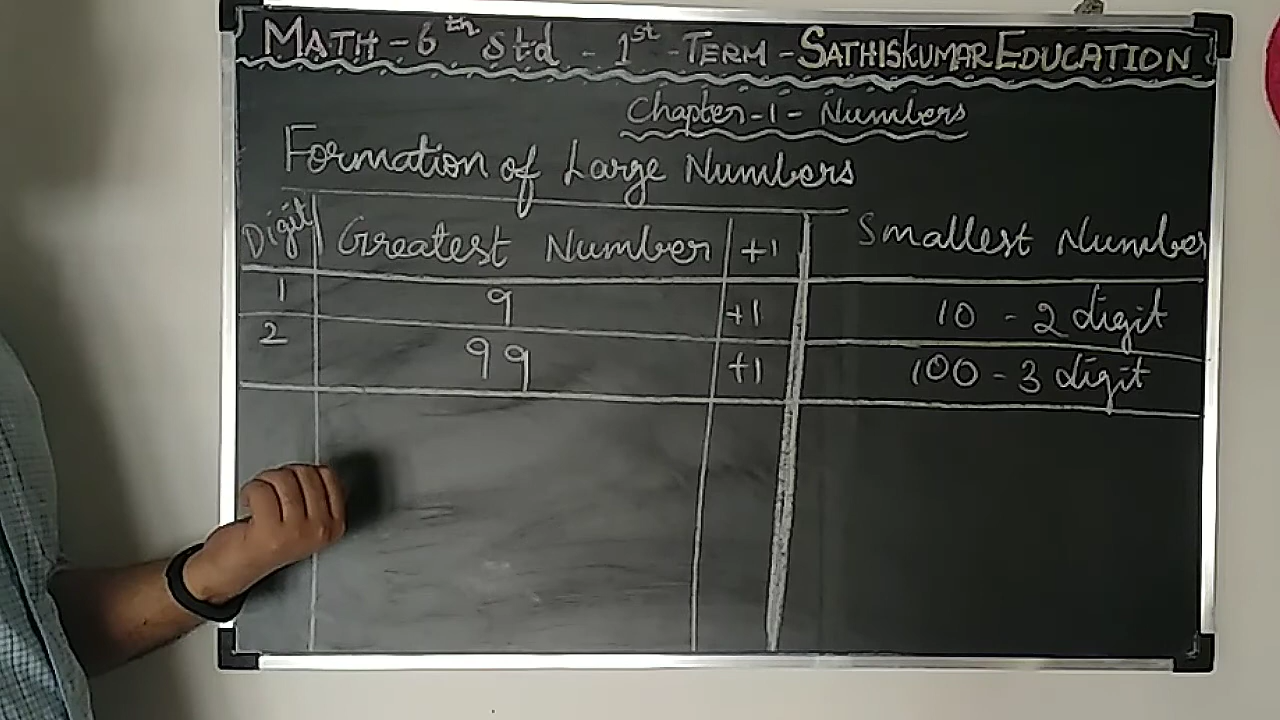 MATH - 6th std - 1st - TERM - SATHISKUMAR EDUCATION
Chapter - 1 - Numbers
Formation of Large Numbers
Digit Greatest Number +1 Smallest Number
1 9 +1 10 - 2 digit
2 99 +1 100 - 3 digit